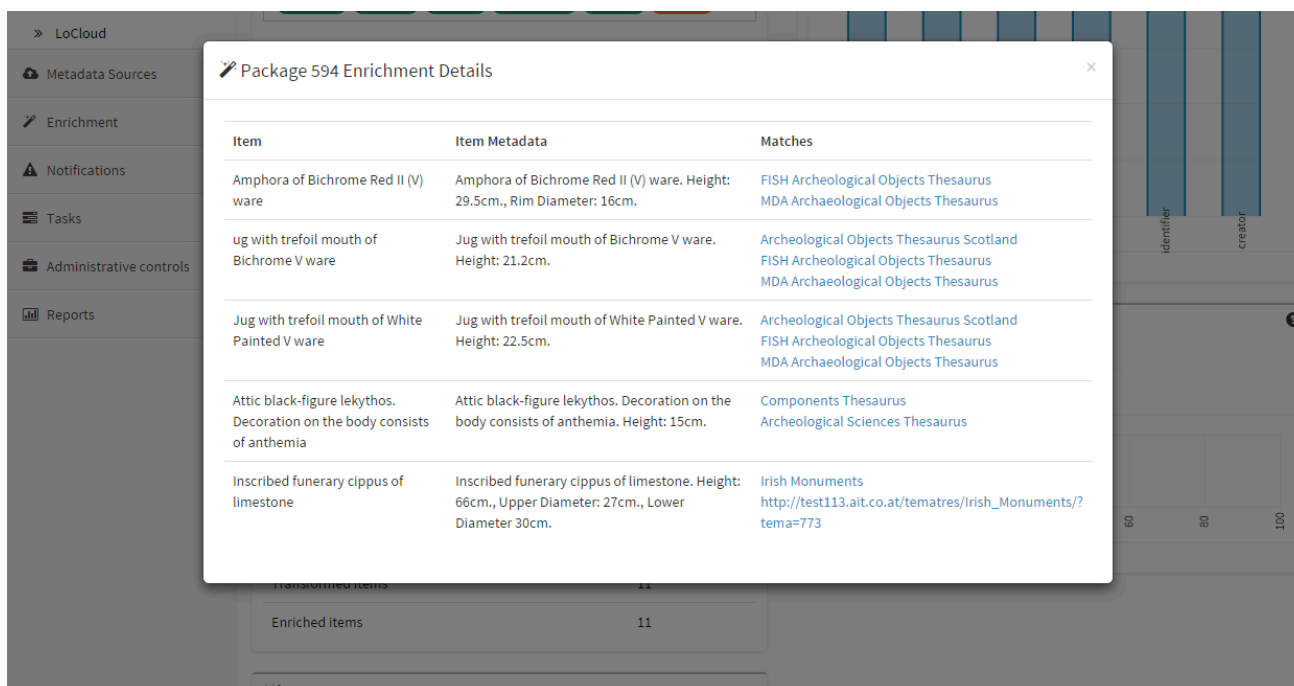 LoCloud
Metadata Sources
Enrichment
Notifications
Tasks
Administrative controls
Reports
Package 594 Enrichment Details
×
Item
Item Metadata
Matches
Amphora of Bichrome Red II (V)
ware
Amphora of Bichrome Red II (V) ware. Height:
29.5cm., Rim Diameter: 16cm.
FISH Archeological Objects Thesaurus
MDA Archaeological Objects Thesaurus
ug with trefoil mouth of
Bichrome V ware
Jug with trefoil mouth of Bichrome V ware.
Height: 21.2cm.
Archeological Objects Thesaurus Scotland
FISH Archeological Objects Thesaurus
MDA Archaeological Objects Thesaurus
Jug with trefoil mouth of White
Painted V ware
Jug with trefoil mouth of White Painted V ware.
Height: 22.5cm.
Archeological Objects Thesaurus Scotland
FISH Archeological Objects Thesaurus
MDA Archaeological Objects Thesaurus
Attic black-figure lekythos.
Decoration on the body consists
of anthemia
Attic black-figure lekythos. Decoration on the
body consists of anthemia. Height: 15cm.
Components Thesaurus
Archeological Sciences Thesaurus
Inscribed funerary cippus of
limestone
Inscribed funerary cippus of limestone. Height:
66cm., Upper Diameter: 27cm., Lower
Diameter 30cm.
Irish Monuments
http://test113.ait.co.at/tematres/Irish_Monuments/?
tema=773
identifier
creator
60
80
100
Transformed items
11
Enriched items
11